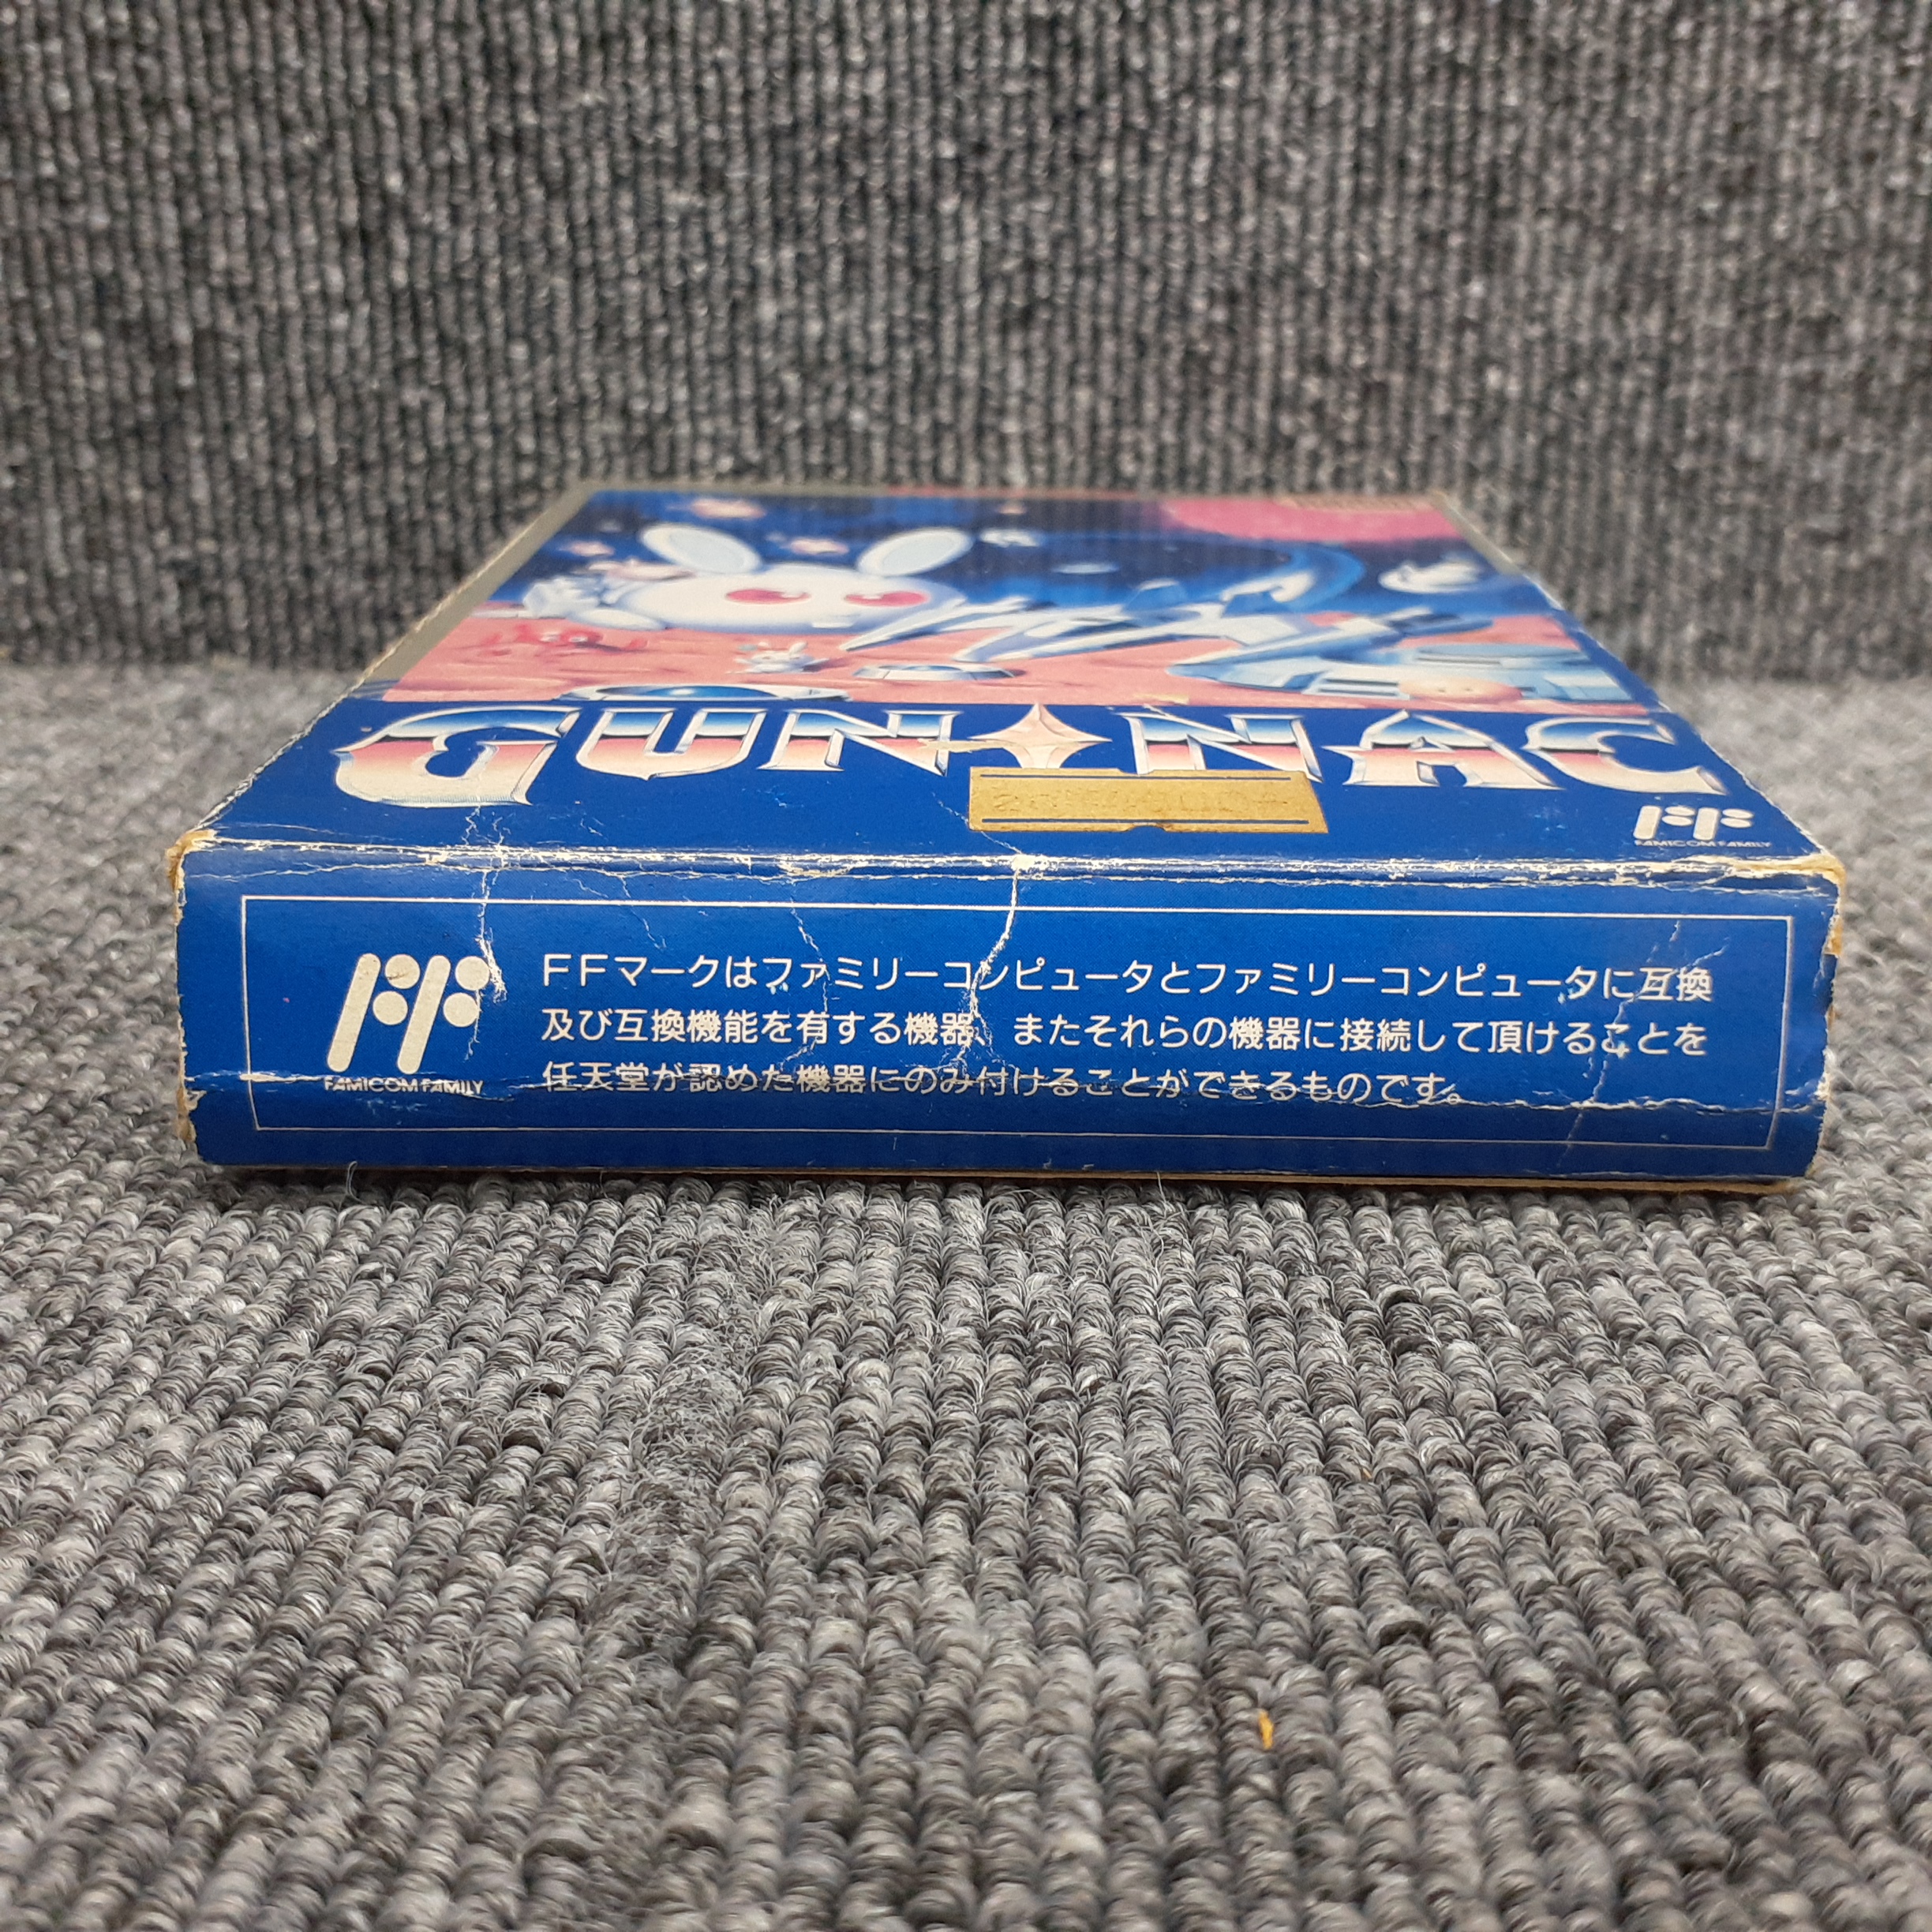 GUN NAC
FAMICOM FAMILY
FAMICOM FAMILY
FFマークはファミリーコンピュータとファミリーコンピュータに互換
及び互換機能を有する機器、またそれらの機器に接続して頂けることを
任天堂が認めた機器にのみ付けることができるものです。